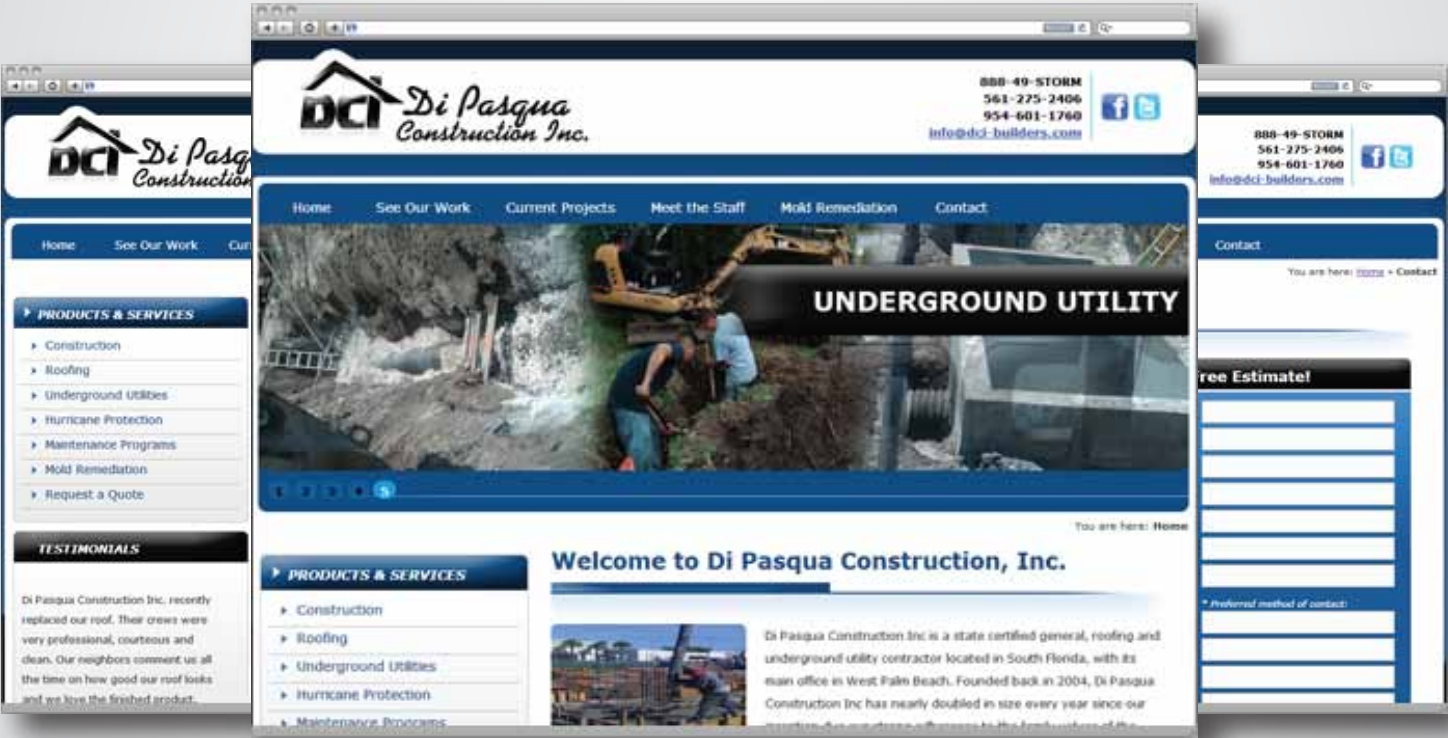 DCI Di Pasq
Construction
Home See Our Work Cur
PRODUCTS & SERVICES
Construction
Roofing
Underground Utilities
Hurricane Protection
Maintenance Programs
Mold Remediation
Request a Quote
TESTIMONIALS
Di Pasqua Construction Inc. recently
replaced our roof. Their crews were
very professional, courteous and
clean. Our neighbors comment us all
the time on how good our roof looks
and we love the finished product.
DCI Di Pasqua
Construction Inc.
888-49-STORM
561-275-2406
954-601-1760
info@dci-builders.com
Home See Our Work Current Projects Meet the Staff Mold Remediation Contact
UNDERGROUND UTILITY
1 2 3 4 5
You are here: Home
PRODUCTS & SERVICES
Construction
Roofing
Underground Utilities
Hurricane Protection
Maintenance Programs
Welcome to Di Pasqua Construction, Inc.
Di Pasqua Construction Inc is a state certified general, roofing and
underground utility contractor located in South Florida, with its
main office in West Palm Beach. Founded back in 2004, Di Pasqua
Construction Inc has nearly doubled in size every year since our
888-49-STORM
561-275-2406
954-601-1760
info@dci-builders.com
Contact
You are here: Home » Contact
ree Estimate!
* Preferred method of contact: